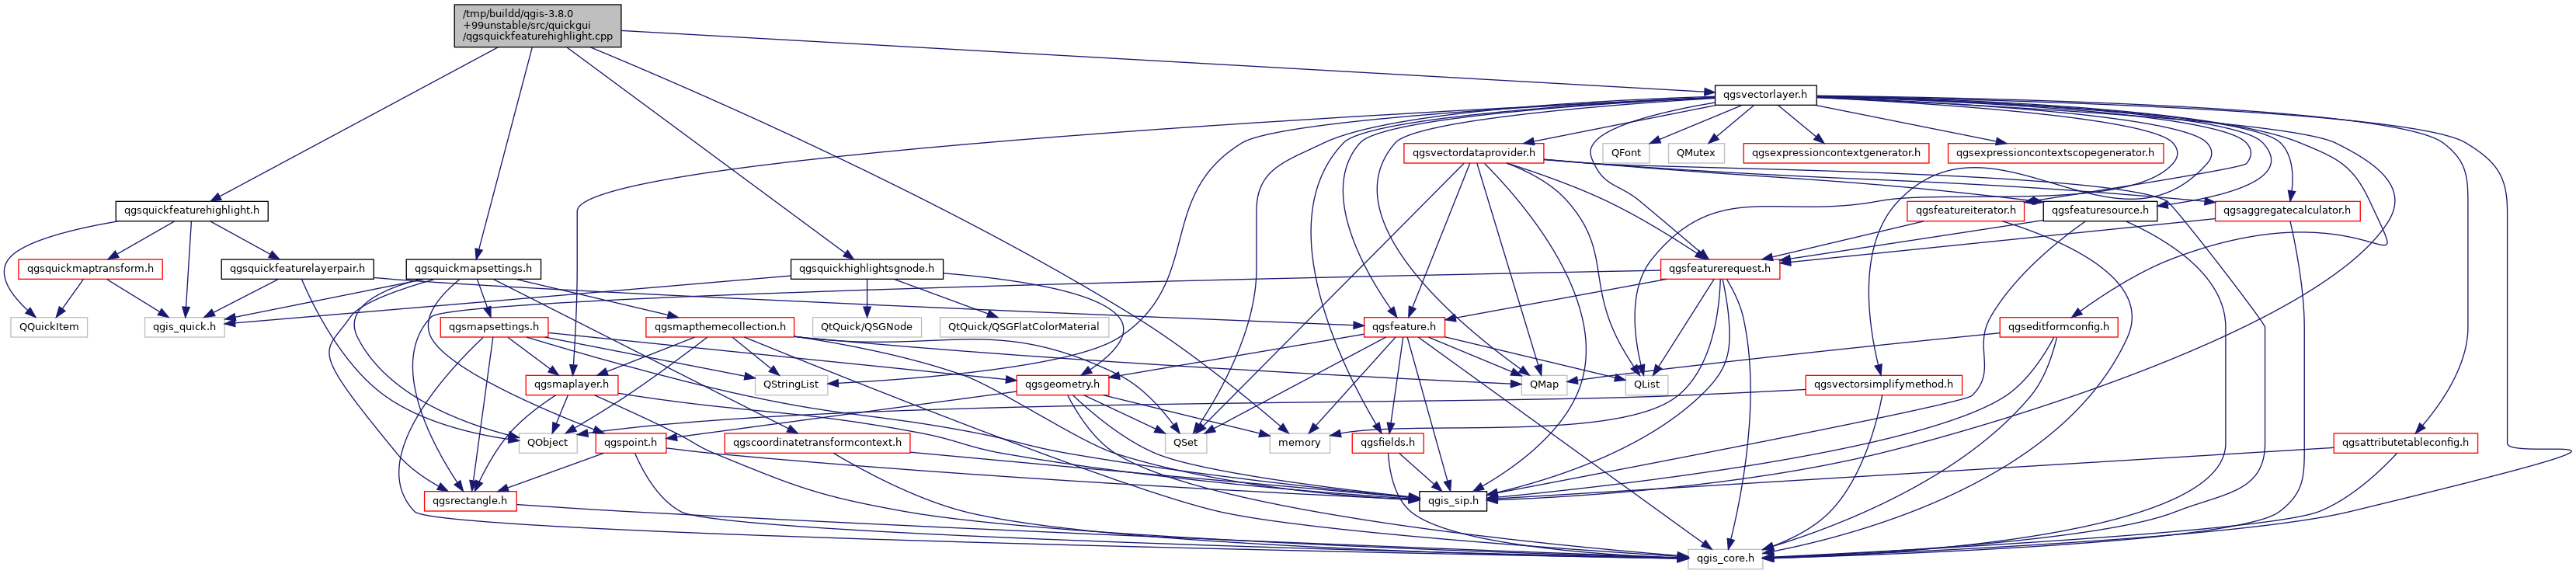 /tmp/buildd/qgis-3.8.0
+99unstable/src/quickgui
/qgsquickfeaturehighlight.cpp
qgsvectorlayer.h
qgsvectordataprovider.h
QFont
QMutex
qgsexpressioncontextgenerator.h
qgsexpressioncontextscopegenerator.h
qgsquickfeaturehighlight.h
qgsfeatureiterator.h
qgsfeaturesource.h
qgsaggregatecalculator.h
qgsquickmaptransform.h
qgsquickfeaturelayerpair.h
qgsquickmapsettings.h
qgsquickhighlightsgnode.h
qgsfeaturerequest.h
QQuickItem
qgis_quick.h
qgsmapsettings.h
qgsmapthemecollection.h
QtQuick/QSGNode
QtQuick/QSGFlatColorMaterial
qgsfeature.h
qgseditformconfig.h
qgsmaplayer.h
QStringList
qgsgeometry.h
QMap
QList
qgsvectorsimplifymethod.h
QObject
qgspoint.h
qgscoordinatetransformcontext.h
QSet
memory
qgsfields.h
qgsattributetableconfig.h
qgsrectangle.h
qgis_sip.h
qgis_core.h